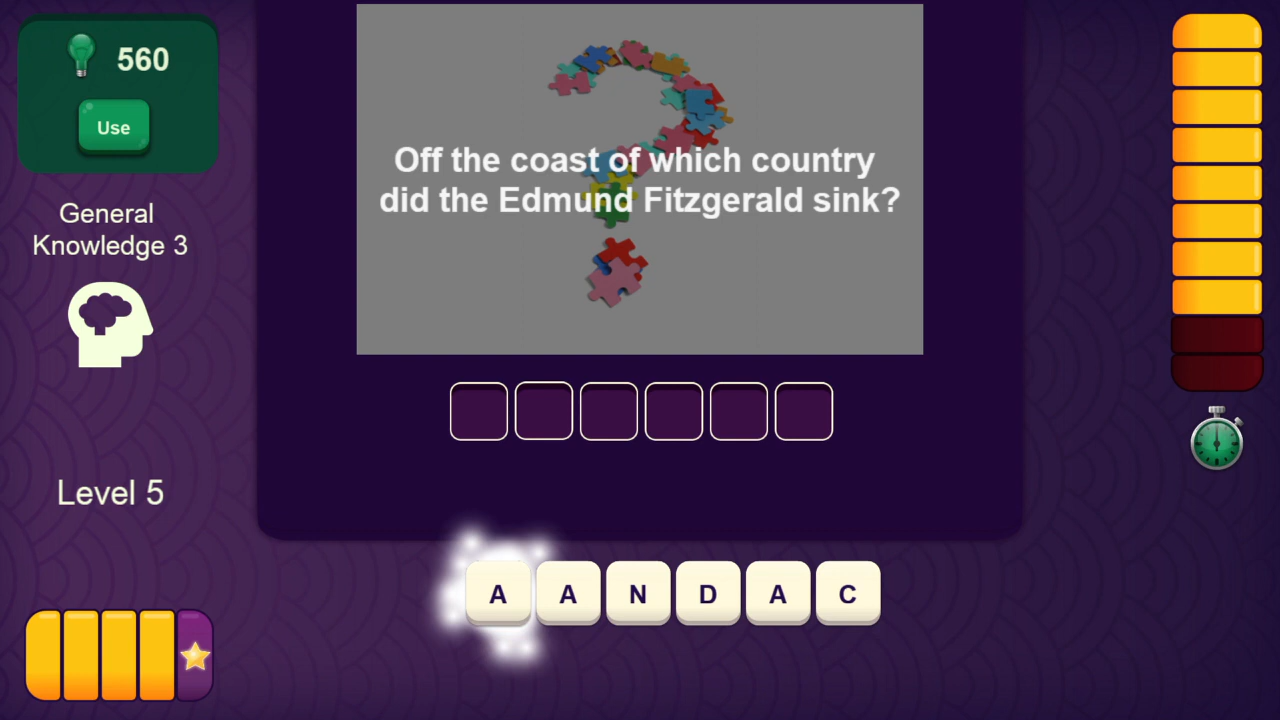 560
Use
General
Knowledge 3
Level 5
Off the coast of which country
did the Edmund Fitzgerald sink?
A A N D A C